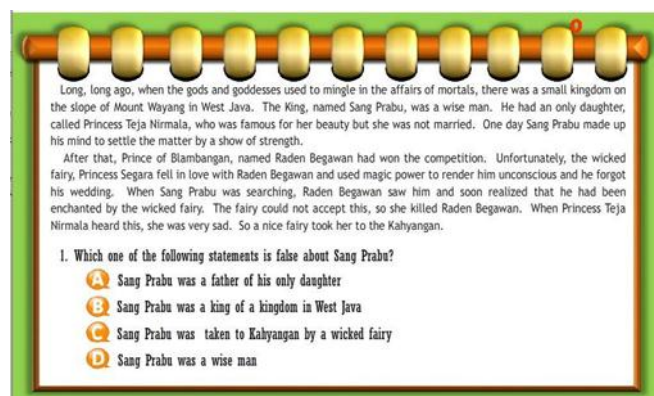 0
Long, long ago, when the gods and goddesses used to mingle in the affairs of mortals, there was a small kingdom on
the slope of Mount Wayang in West Java. The King, named Sang Prabu, was a wise man. He had an only daughter,
called Princess Teja Nirmala, who was famous for her beauty but she was not married. One day Sang Prabu made up
his mind to settle the matter by a show of strength.
After that, Prince of Blambangan, named Raden Begawan had won the competition. Unfortunately, the wicked
fairy, Princess Segara fell in love with Raden Begawan and used magic power to render him unconscious and he forgot
his wedding. When Sang Prabu was searching, Raden Begawan saw him and soon realized that he had been
enchanted by the wicked fairy. The fairy could not accept this, so she killed Raden Begawan. When Princess Teja
Nirmala heard this, she was very sad. So a nice fairy took her to the Kahyangan.
1. Which one of the following statements is false about Sang Prabu?
A Sang Prabu was a father of his only daughter
B Sang Prabu was a king of a kingdom in West Java
C Sang Prabu was taken to Kahyangan by a wicked fairy
D Sang Prabu was a wise man